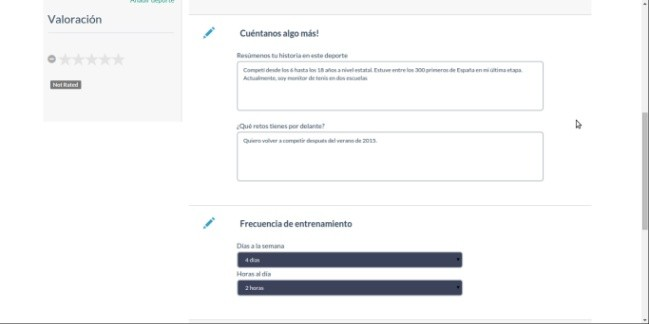 Añadir deporte
Valoración
Not Rated
Cuéntanos algo más!
Resúmenos tu historia en este deporte
Competí desde los 6 hasta los 18 años a nivel estatal. Estuve entre los 300 primeros de España en mi última etapa.
Actualmente, soy monitor de tenis en dos escuelas.
¿Qué retos tienes por delante?
Quiero volver a competir después del verano de 2015.
Frecuencia de entrenamiento
Días a la semana
4 días
Horas al día
2 horas